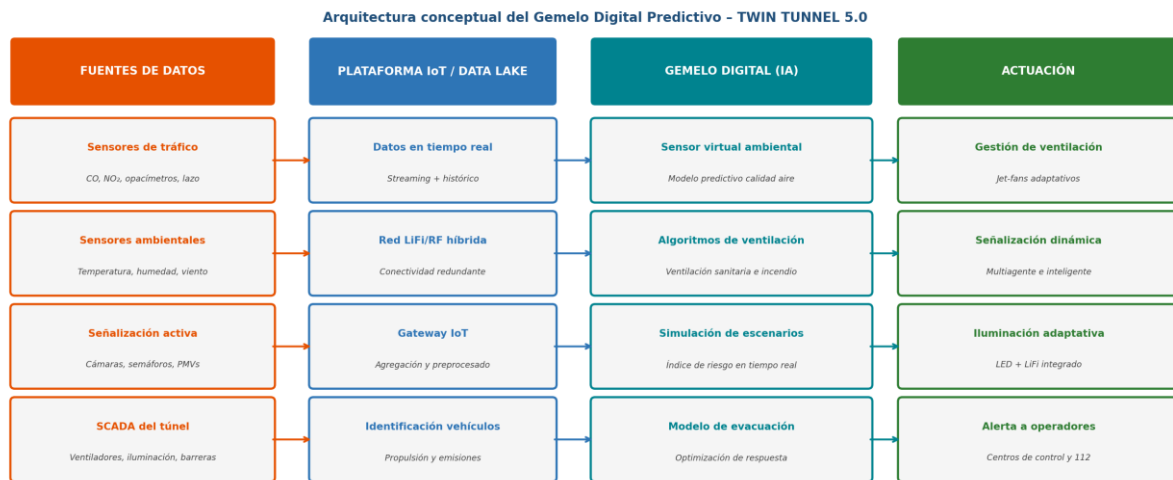 Arquitectura conceptual del Gemelo Digital Predictivo – TWIN TUNNEL 5.0
FUENTES DE DATOS
PLATAFORMA IoT / DATA LAKE
GEMELO DIGITAL (IA)
ACTUACIÓN
Sensores de tráfico
CO, NO₂, opacímetros, lazo
Datos en tiempo real
Streaming + histórico
Sensor virtual ambiental
Modelo predictivo calidad aire
Gestión de ventilación
Jet-fans adaptativos
Sensores ambientales
Temperatura, humedad, viento
Red LiFi/RF híbrida
Conectividad redundante
Algoritmos de ventilación
Ventilación sanitaria e incendio
Señalización dinámica
Multiagente e inteligente
Señalización activa
Cámaras, semáforos, PMVs
Gateway IoT
Agregación y preprocesado
Simulación de escenarios
Índice de riesgo en tiempo real
Iluminación adaptativa
LED + LiFi integrado
SCADA del túnel
Ventiladores, iluminación, barreras
Identificación vehículos
Propulsión y emisiones
Modelo de evacuación
Optimización de respuesta
Alerta a operadores
Centros de control y 112